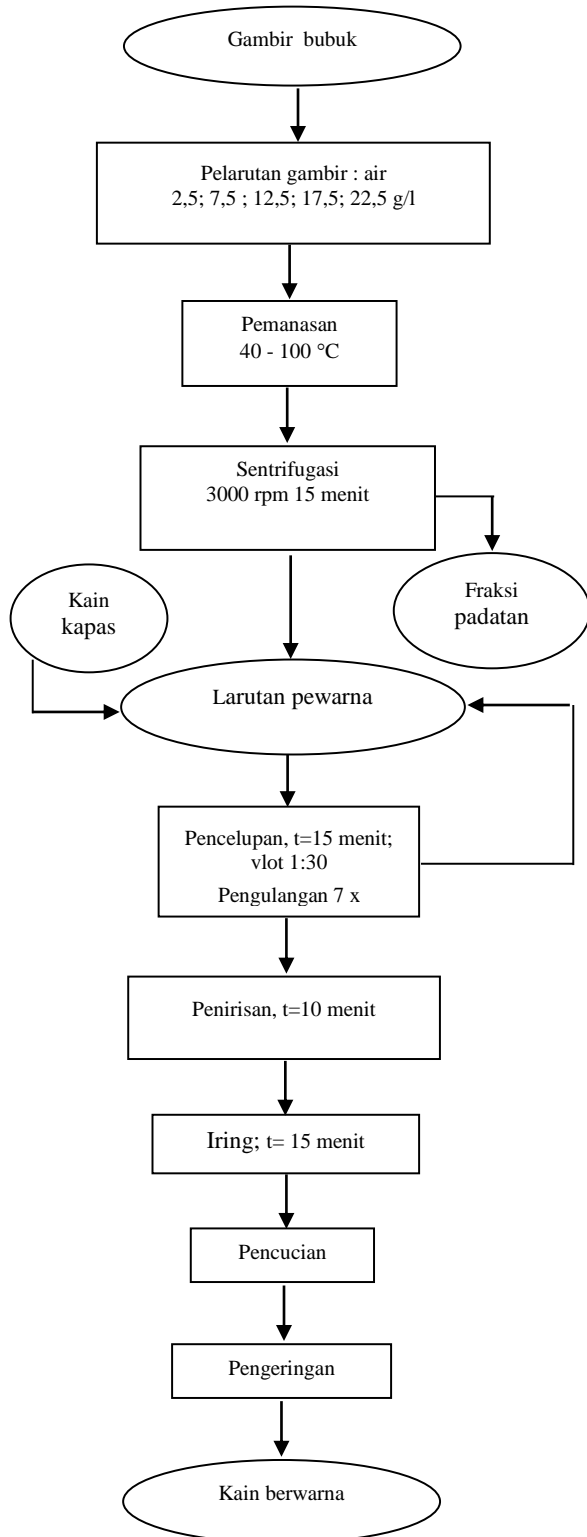 Gambir bubuk
Pelarutan gambir : air
2,5; 7,5 ; 12,5; 17,5; 22,5 g/l
Pemanasan
40 - 100 °C
Sentrifugasi
3000 rpm 15 menit
Kain
kapas
Fraksi
padatan
Larutan pewarna
Pencelupan, t=15 menit;
vlot 1:30
Pengulangan 7 x
Penirisan, t=10 menit
Iring; t= 15 menit
Pencucian
Pengeringan
Kain berwarna